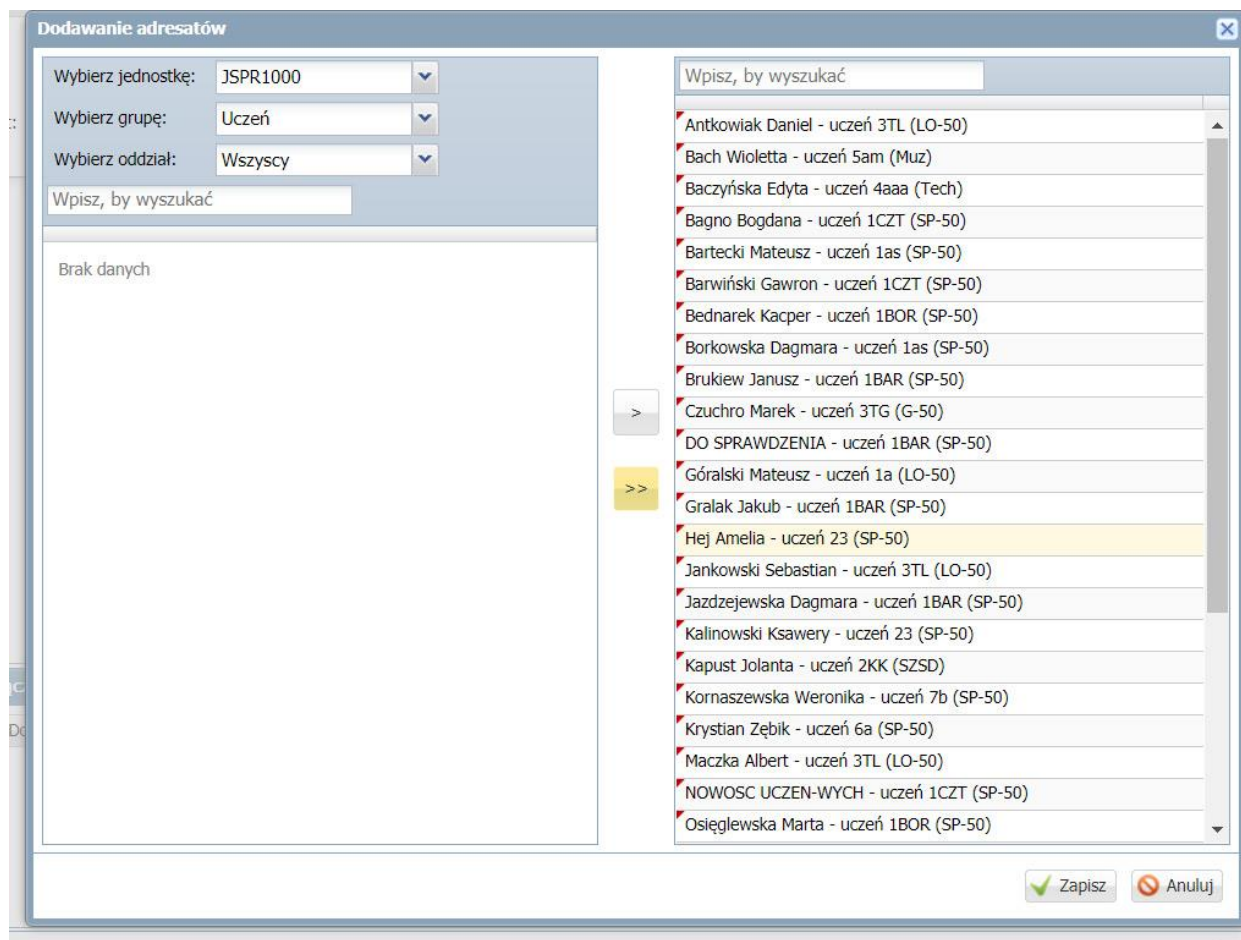 Dodawanie adresatów
Wybierz jednostkę: JSPR1000
Wybierz grupę: Uczeń
Wybierz oddział: Wszyscy
Wpisz, by wyszukać
Brak danych
>
>>
Wpisz, by wyszukać
Antkowiak Daniel - uczeń 3TL (LO-50)
Bach Wioletta - uczeń 5am (Muz)
Baczyńska Edyta - uczeń 4aaa (Tech)
Bagno Bogdana - uczeń 1CZT (SP-50)
Bartecki Mateusz - uczeń 1as (SP-50)
Barwiński Gawron - uczeń 1CZT (SP-50)
Bednarek Kacper - uczeń 1BOR (SP-50)
Borkowska Dagmara - uczeń 1as (SP-50)
Brukiew Janusz - uczeń 1BAR (SP-50)
Czuchro Marek - uczeń 3TG (G-50)
DO SPRAWDZENIA - uczeń 1BAR (SP-50)
Góralski Mateusz - uczeń 1a (LO-50)
Gralak Jakub - uczeń 1BAR (SP-50)
Hej Amelia - uczeń 23 (SP-50)
Jankowski Sebastian - uczeń 3TL (LO-50)
Jazdzejewska Dagmara - uczeń 1BAR (SP-50)
Kalinowski Ksawery - uczeń 23 (SP-50)
Kapust Jolanta - uczeń 2KK (SZSD)
Kornaszewska Weronika - uczeń 7b (SP-50)
Krystian Zębik - uczeń 6a (SP-50)
Maczka Albert - uczeń 3TL (LO-50)
NOWOSC UCZEN-WYCH - uczeń 1CZT (SP-50)
Osięglewska Marta - uczeń 1BOR (SP-50)
Zapisz
Anuluj